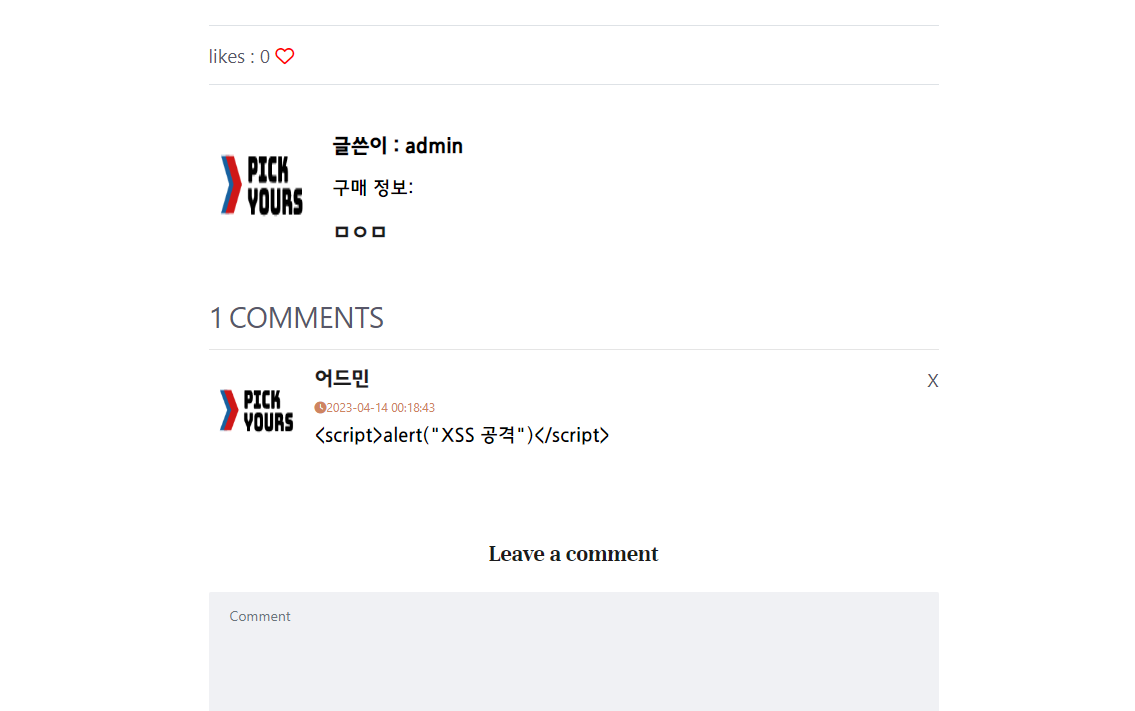 likes : 0
PICK
YOURS
글쓴이 : admin
구매 정보:
ㅁㅇㅁ
1 COMMENTS
PICK
YOURS
어드민
X
2023-04-14 00:18:43
<script>alert("XSS 공격")</script>
Leave a comment
Comment